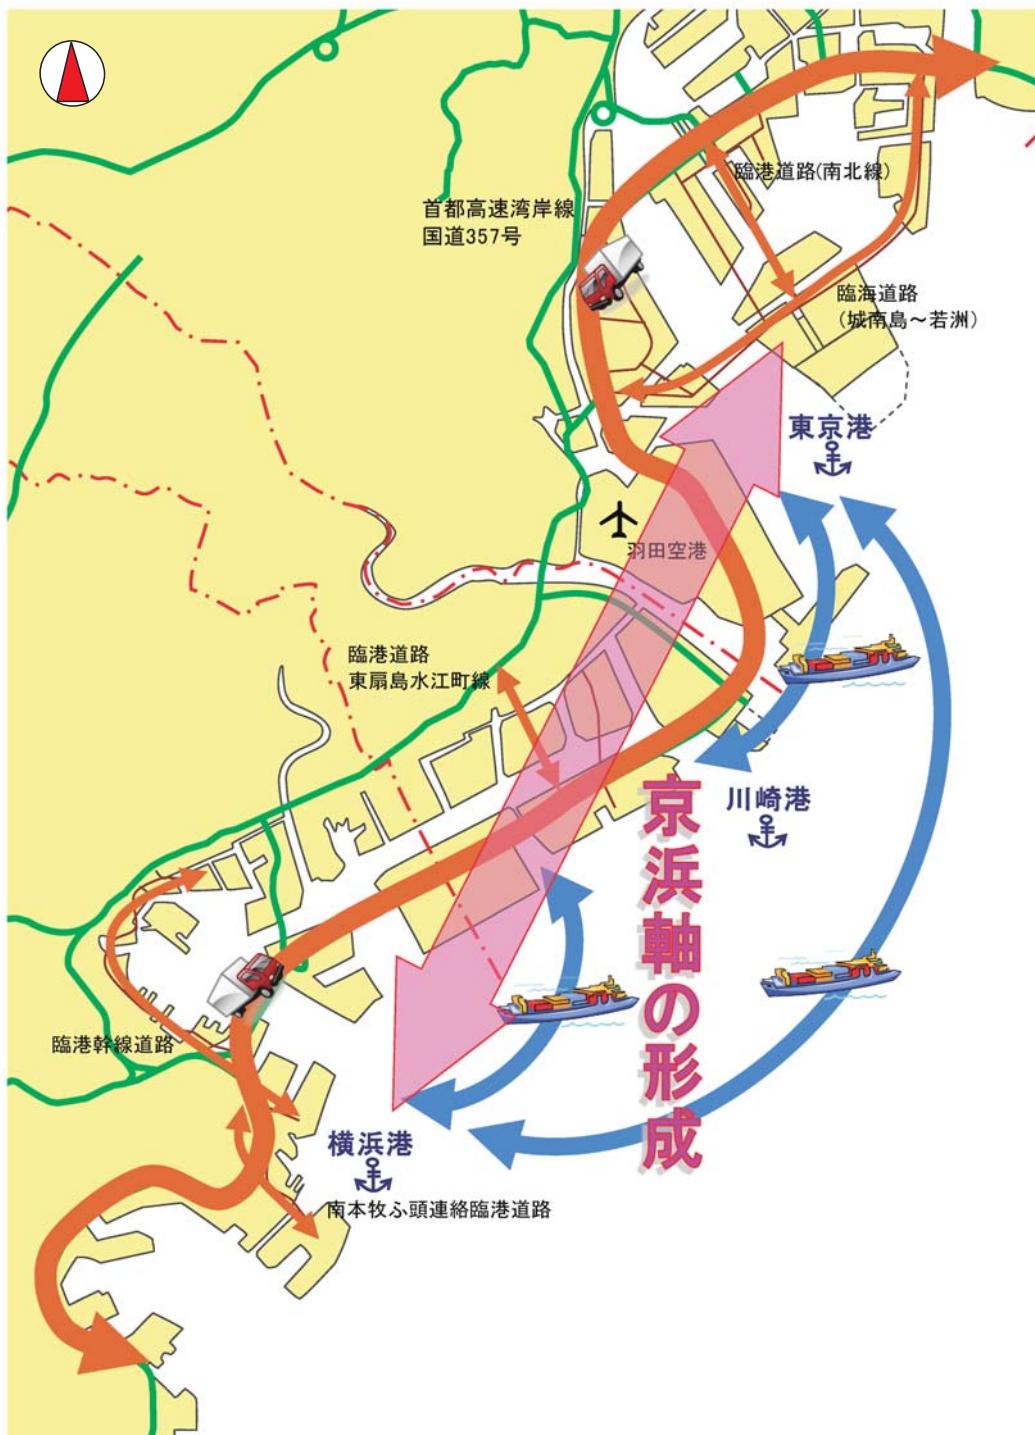 臨港道路(南北線)
首都高速湾岸線
国道357号
臨海道路
(城南島～若洲)
東京港
羽田空港
臨港道路
東扇島水江町線
川崎港
京浜軸の形成
臨港幹線道路
横浜港
南本牧ふ頭連絡臨港道路